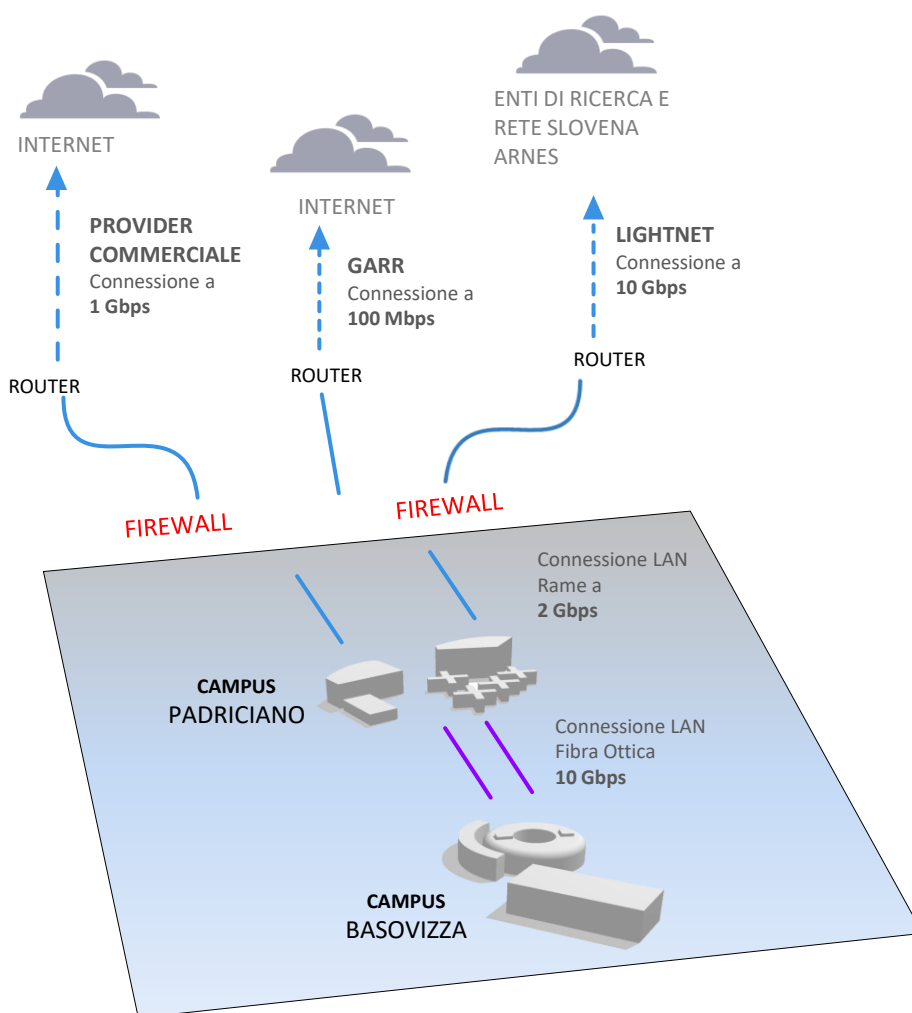 INTERNET
PROVIDER
COMMERCIALE
Connessione a
1 Gbps
ROUTER
INTERNET
GARR
Connessione a
100 Mbps
ROUTER
ENTI DI RICERCA E
RETE SLOVENA
ARNES
LIGHTNET
Connessione a
10 Gbps
ROUTER
FIREWALL
FIREWALL
Connessione LAN
Rame a
2 Gbps
CAMPUS
PADRICIANO
Connessione LAN
Fibra Ottica
10 Gbps
CAMPUS
BASOVIZZA